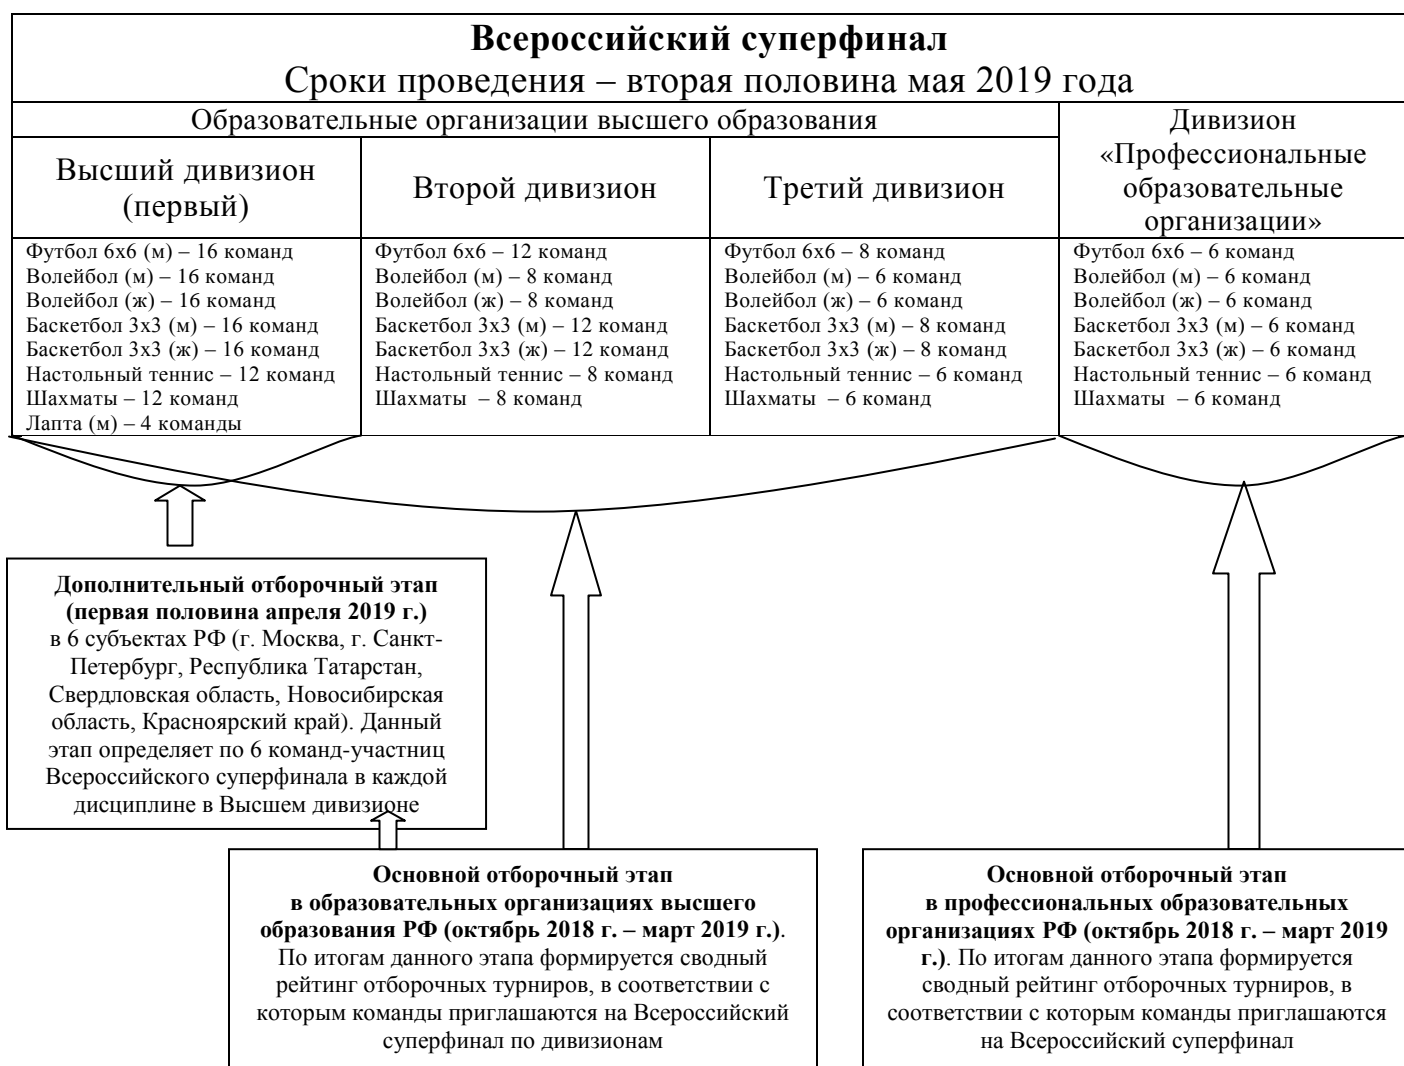 Всероссийский суперфинал
Сроки проведения – вторая половина мая 2019 года
Образовательные организации высшего образования
Дивизион
«Профессиональные
образовательные
организации»
Высший дивизион
(первый)
Второй дивизион
Третий дивизион
Футбол 6х6 (м) – 16 команд
Волейбол (м) – 16 команд
Волейбол (ж) – 16 команд
Баскетбол 3х3 (м) – 16 команд
Баскетбол 3х3 (ж) – 16 команд
Настольный теннис – 12 команд
Шахматы – 12 команд
Лапта (м) – 4 команды
Футбол 6х6 – 12 команд
Волейбол (м) – 8 команд
Волейбол (ж) – 8 команд
Баскетбол 3х3 (м) – 12 команд
Баскетбол 3х3 (ж) – 12 команд
Настольный теннис – 8 команд
Шахматы – 8 команд
Футбол 6х6 – 8 команд
Волейбол (м) – 6 команд
Волейбол (ж) – 6 команд
Баскетбол 3х3 (м) – 8 команд
Баскетбол 3х3 (ж) – 8 команд
Настольный теннис – 6 команд
Шахматы – 6 команд
Футбол 6х6 – 6 команд
Волейбол (м) – 6 команд
Волейбол (ж) – 6 команд
Баскетбол 3х3 (м) – 6 команд
Баскетбол 3х3 (ж) – 6 команд
Настольный теннис – 6 команд
Шахматы – 6 команд
Дополнительный отборочный этап
(первая половина апреля 2019 г.)
в 6 субъектах РФ (г. Москва, г. Санкт-
Петербург, Республика Татарстан,
Свердловская область, Новосибирская
область, Красноярский край). Данный
этап определяет по 6 команд-участниц
Всероссийского суперфинала в каждой
дисциплине в Высшем дивизионе
Основной отборочный этап
в образовательных организациях высшего
образования РФ (октябрь 2018 г. – март 2019 г.).
По итогам данного этапа формируется сводный
рейтинг отборочных турниров, в соответствии с
которым команды приглашаются на Всероссийский
суперфинал по дивизионам
Основной отборочный этап
в профессиональных образовательных
организациях РФ (октябрь 2018 г. – март 2019
г.). По итогам данного этапа формируется
сводный рейтинг отборочных турниров, в
соответствии с которым команды приглашаются
на Всероссийский суперфинал